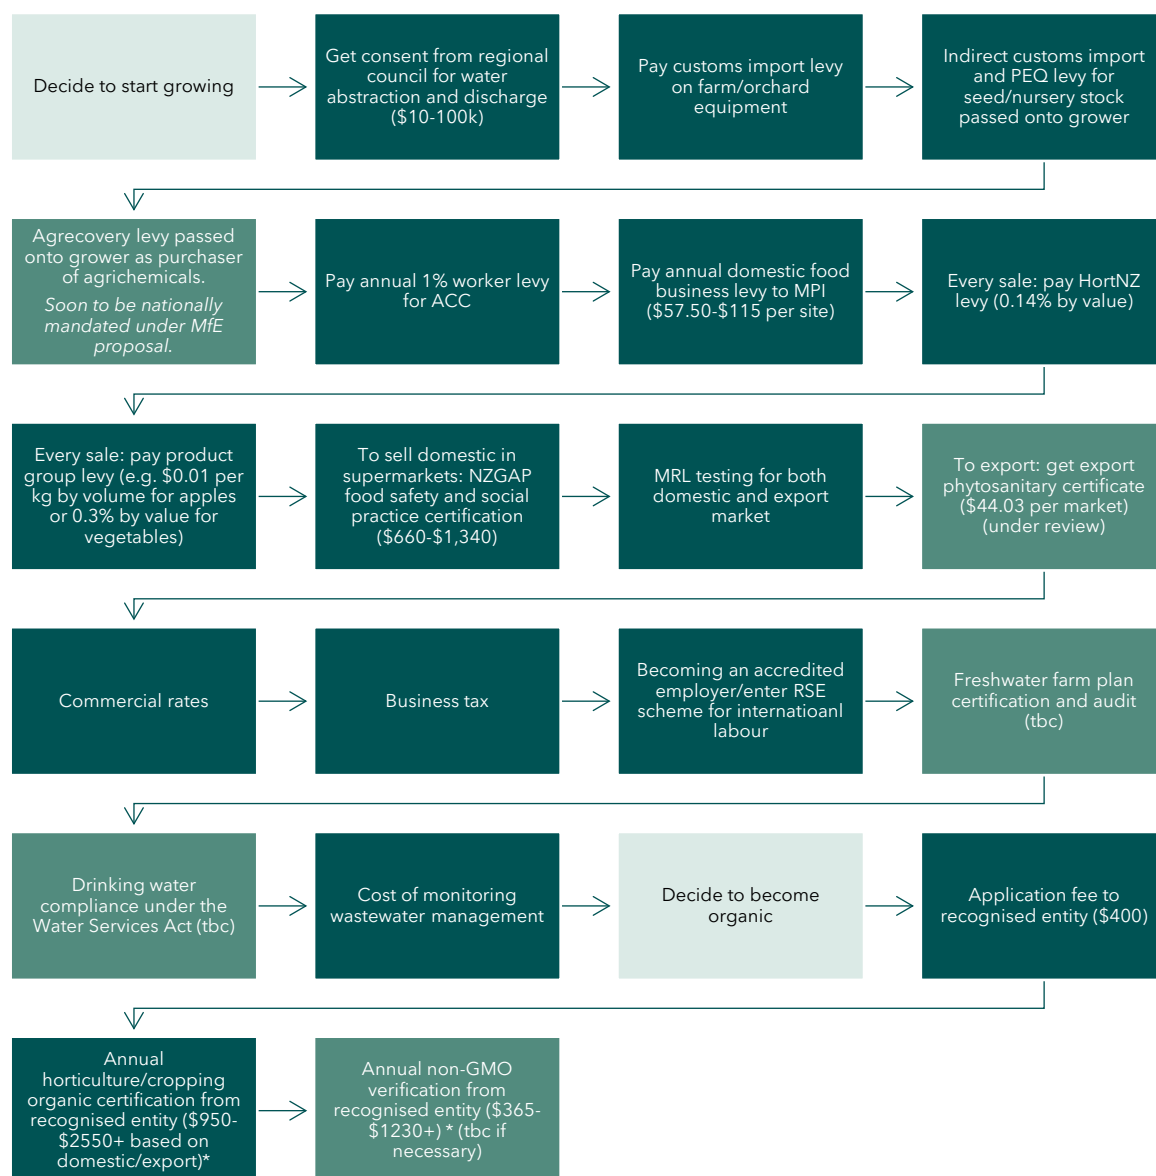 Decide to start growing
Get consent from regional
council for water
abstraction and discharge
($10-100k)
Pay customs import levy
on farm/orchard
equipment
Indirect customs import
and PEQ levy for
seed/nursery stock
passed onto grower
Agrecovery levy passed
onto grower as purchaser
of agrichemicals.
Soon to be nationally
mandated under MfE
proposal.
Pay annual 1% worker levy
for ACC
Pay annual domestic food
business levy to MPI
($57.50-$115 per site)
Every sale: pay HortNZ
levy (0.14% by value)
Every sale: pay product
group levy (e.g. $0.01 per
kg by volume for apples
or 0.3% by value for
vegetables)
To sell domestic in
supermarkets: NZGAP
food safety and social
practice certification
($660-$1,340)
MRL testing for both
domestic and export
market
To export: get export
phytosanitary certificate
($44.03 per market)
(under review)
Commercial rates
Business tax
Becoming an accredited
employer/enter RSE
scheme for internatioanl
labour
Freshwater farm plan
certification and audit
(tbc)
Drinking water
compliance under the
Water Services Act (tbc)
Cost of monitoring
wastewater management
Decide to become
organic
Application fee to
recognised entity ($400)
Annual
horticulture/cropping
organic certification from
recognised entity ($950-
$2550+ based on
domestic/export)*
Annual non-GMO
verification from
recognised entity ($365-
$1230+) * (tbc if
necessary)